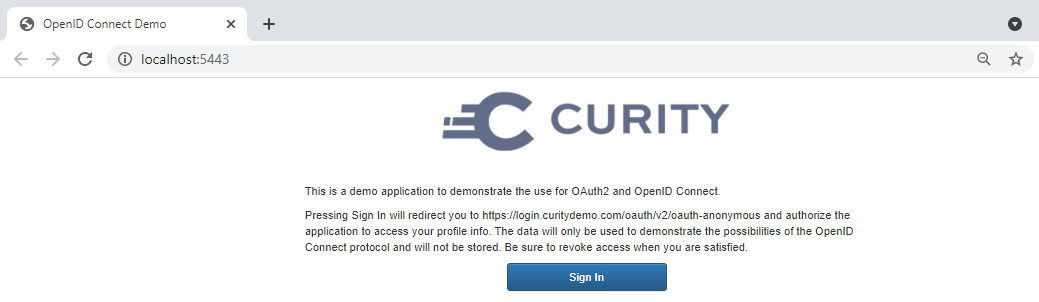 OpenID Connect Demo
localhost:5443
CURITY
This is a demo application to demonstrate the use for OAuth2 and OpenID Connect.
Pressing Sign In will redirect you to https://login.curitydemo.com/oauth/v2/oauth-anonymous and authorize the
application to access your profile info. The data will only be used to demonstrate the possibilities of the OpenID
Connect protocol and will not be stored. Be sure to revoke access when you are satisfied.
Sign In